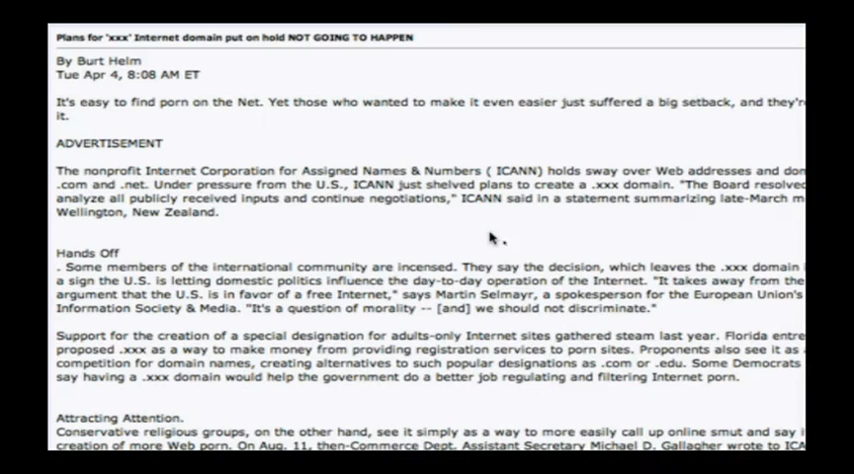 Plans for 'xxx' Internet domain put on hold NOT GOING TO HAPPEN
By Burt Helm
Tue Apr 4, 8:08 AM ET
It's easy to find porn on the Net. Yet those who wanted to make it even easier just suffered a big setback, and they're
it.
ADVERTISEMENT
The nonprofit Internet Corporation for Assigned Names & Numbers ( ICANN) holds sway over Web addresses and
.com and .net. Under pressure from the U.S., ICANN just shelved plans to create a .xxx domain. "The Board resolved
analyze all publicly received inputs and continue negotiations," ICANN said in a statement summarizing late-March
Wellington, New Zealand.
Hands Off
. Some members of the international community are incensed. They say the decision, which leaves the .xxx domain
a sign the U.S. is letting domestic politics influence the day-to-day operation of the Internet. "It takes away from the
argument that the U.S. is in favor of a free Internet," says Martin Selmayr, a spokesperson for the European Union's
Information Society & Media. "It's a question of morality -- [and] we should not discriminate."
Support for the creation of a special designation for adults-only Internet sites gathered steam last year. Florida
proposed .xxx as a way to make money from providing registration services to porn sites. Proponents also see it as
competition for domain names, creating alternatives to such popular designations as .com or .edu. Some Democrats
say having a .xxx domain would help the government do a better job regulating and filtering Internet porn.
Attracting Attention.
Conservative religious groups, on the other hand, see it simply as a way to more easily call up online smut and say
creation of more Web porn. On Aug. 11, then-Commerce Dept. Assistant Secretary Michael D. Gallagher wrote to